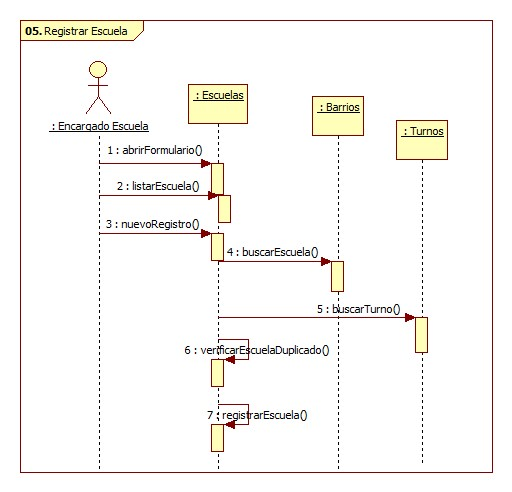 05. Registrar Escuela
: Escuelas
: Barrios
: Encargado Escuela
: Turnos
1 : abrirFormulario()
2 : listarEscuela()
3 : nuevoRegistro()
4 : buscarEscuela()
5 : buscarTurno()
6 : verificarEscuelaDuplicado()
7 : registrarEscuela()